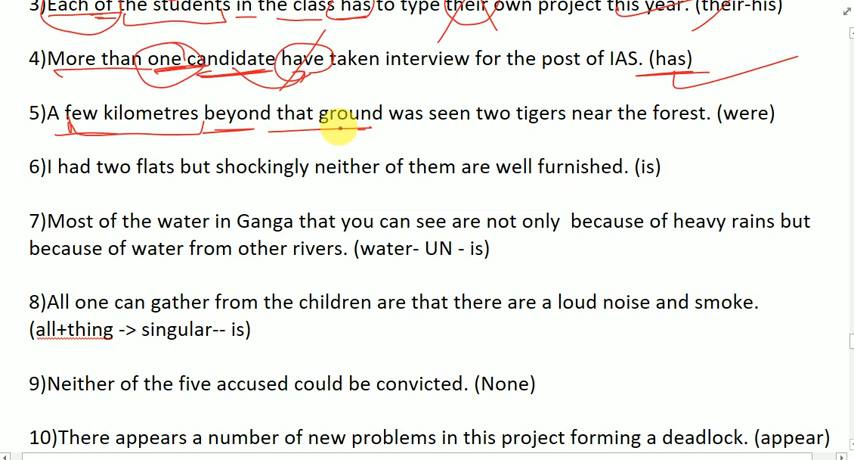 3)Each of the students in the class has to type their own project this year. (their-his)
4)More than one candidate have taken interview for the post of IAS. (has)
5)A few kilometres beyond that ground was seen two tigers near the forest. (were)
6)I had two flats but shockingly neither of them are well furnished. (is)
7)Most of the water in Ganga that you can see are not only  because of heavy rains but
because of water from other rivers. (water- UN - is)
8)All one can gather from the children are that there are a loud noise and smoke.
(all+thing -> singular-- is)
9)Neither of the five accused could be convicted. (None)
10)There appears a number of new problems in this project forming a deadlock. (appear)